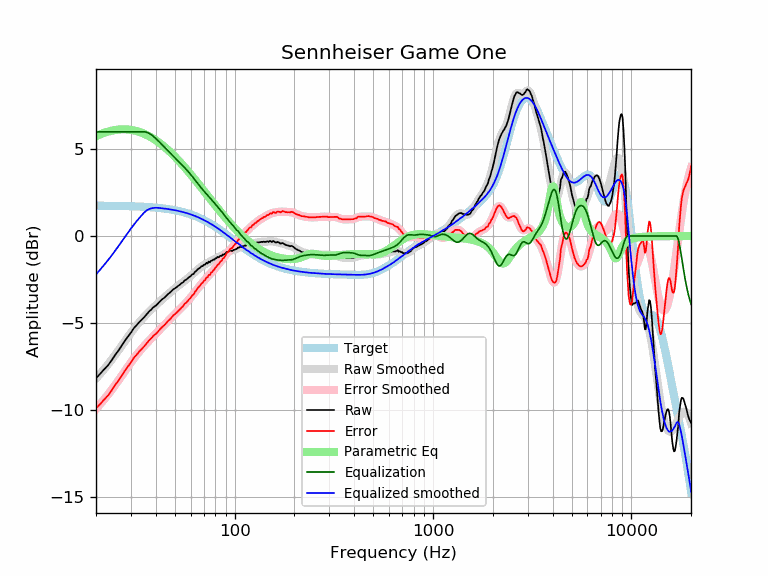 Sennheiser Game One
Amplitude (dBr)
5
0
−5
−10
−15
Target
Raw Smoothed
Error Smoothed
Raw
Error
Parametric Eq
Equalization
Equalized smoothed
100
1000
10000
Frequency (Hz)